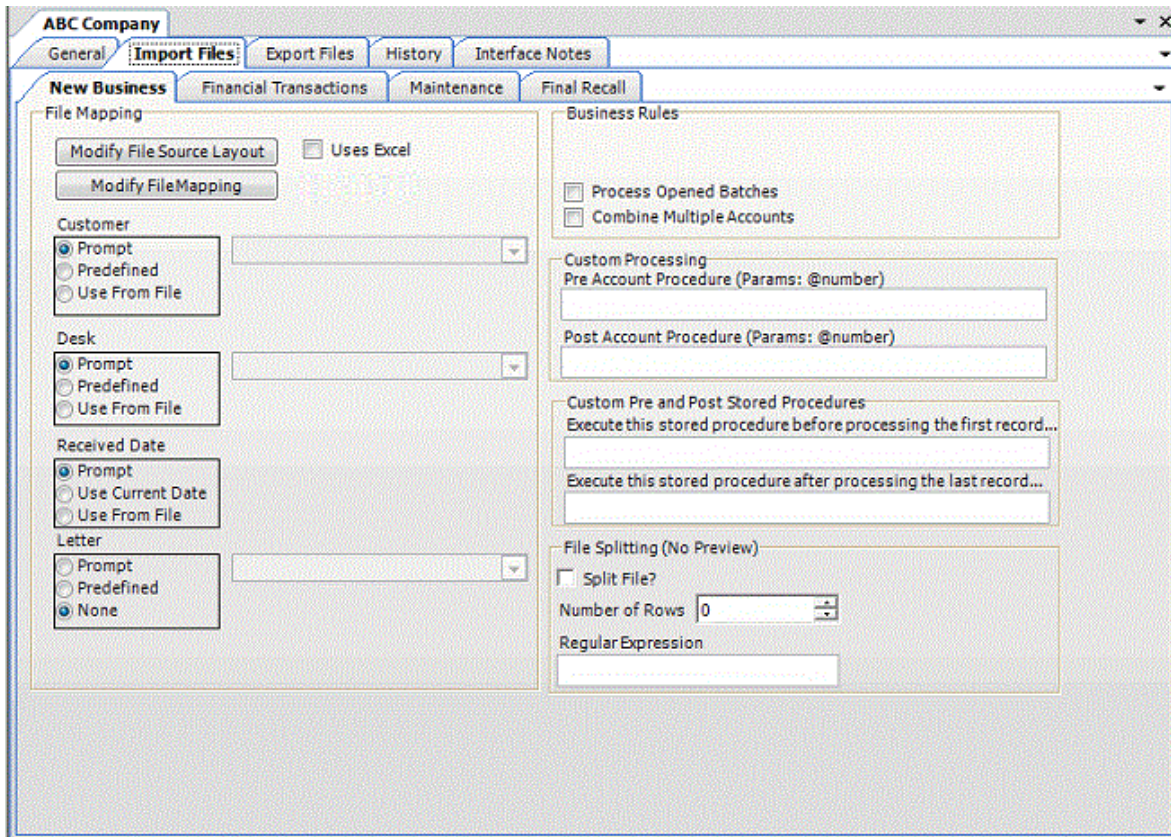 ABC Company
General Import Files Export Files History Interface Notes
New Business Financial Transactions Maintenance Final Recall
File Mapping
Modify File Source Layout Uses Excel
Modify FileMapping
Customer
Prompt
Predefined
Use From File
Desk
Prompt
Predefined
Use From File
Received Date
Prompt
Use Current Date
Use From File
Letter
Prompt
Predefined
None
Business Rules
Process Opened Batches
Combine Multiple Accounts
Custom Processing
Pre Account Procedure (Params: @number)
Post Account Procedure (Params: @number)
Custom Pre and Post Stored Procedures
Execute this stored procedure before processing the first record...
Execute this stored procedure after processing the last record...
File Splitting (No Preview)
Split File?
Number of Rows 0
Regular Expression